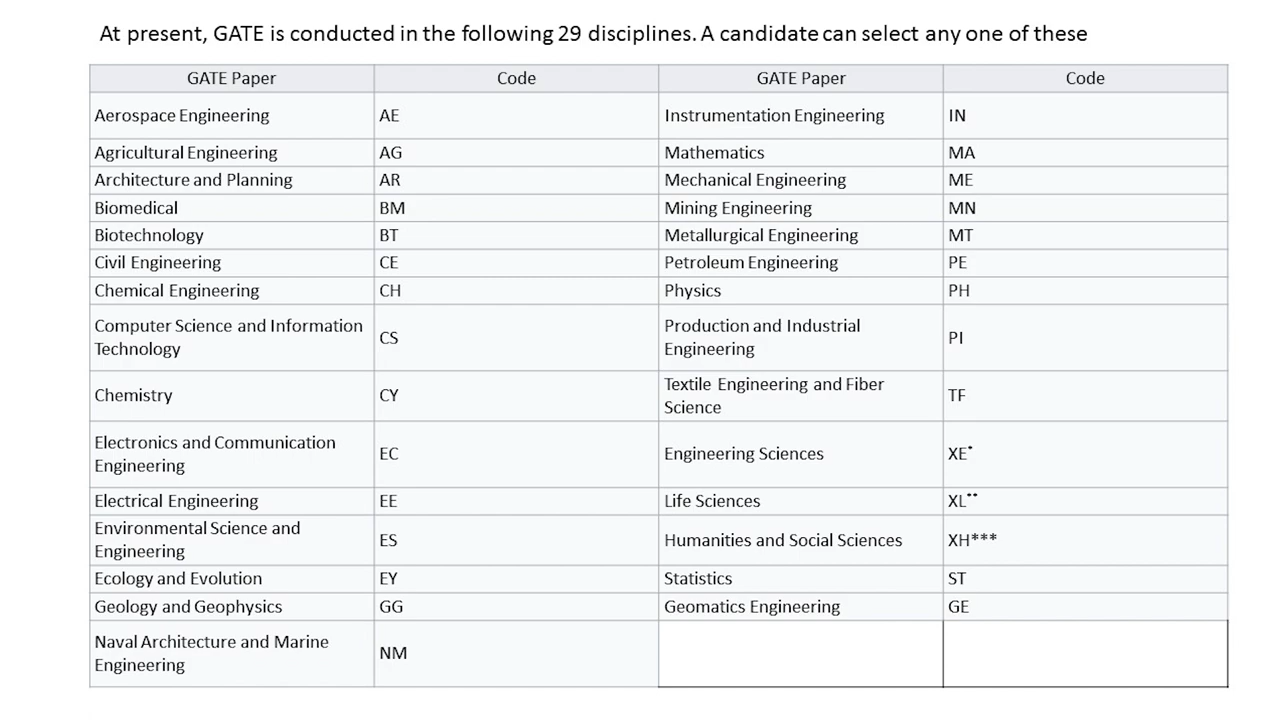 At present, GATE is conducted in the following 29 disciplines. A candidate can select any one of these
GATE Paper Code GATE Paper Code
Aerospace Engineering AE Instrumentation Engineering IN
Agricultural Engineering AG Mathematics MA
Architecture and Planning AR Mechanical Engineering ME
Biomedical BM Mining Engineering MN
Biotechnology BT Metallurgical Engineering MT
Civil Engineering CE Petroleum Engineering PE
Chemical Engineering CH Physics PH
Computer Science and Information
Technology
CS
Production and Industrial
Engineering
PI
Chemistry CY
Textile Engineering and Fiber
Science
TF
Electronics and Communication
Engineering
EC Engineering Sciences XE*
Electrical Engineering EE Life Sciences XL**
Environmental Science and
Engineering
ES Humanities and Social Sciences XH***
Ecology and Evolution EY Statistics ST
Geology and Geophysics GG Geomatics Engineering GE
Naval Architecture and Marine
Engineering
NM